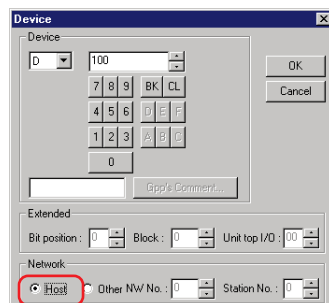 Device
Device
D 100
OK
7 8 9 BK CL
Cancel
4 5 6 D E F
1 2 3 A B C
0
Gpp's Comment...
Extended
Bit position : 0 Block : 0 Unit top I/O : 00
Network
Host Other NW No. : 0 Station No. : 0